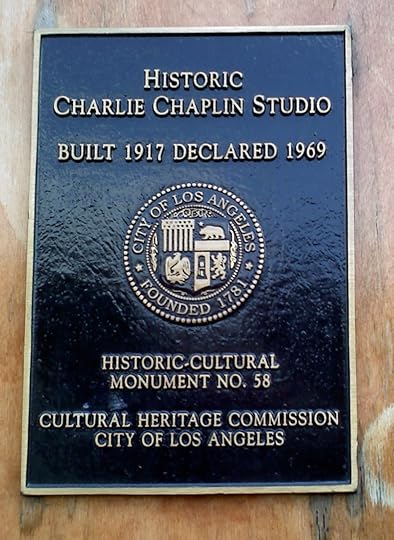 HISTORIC
CHARLIE CHAPLIN STUDIO
BUILT 1917 DECLARED 1969
CITY OF LOS ANGELES
FOUNDED 1781
HISTORIC-CULTURAL
MONUMENT NO. 58
CULTURAL HERITAGE COMMISSION
CITY OF LOS ANGELES